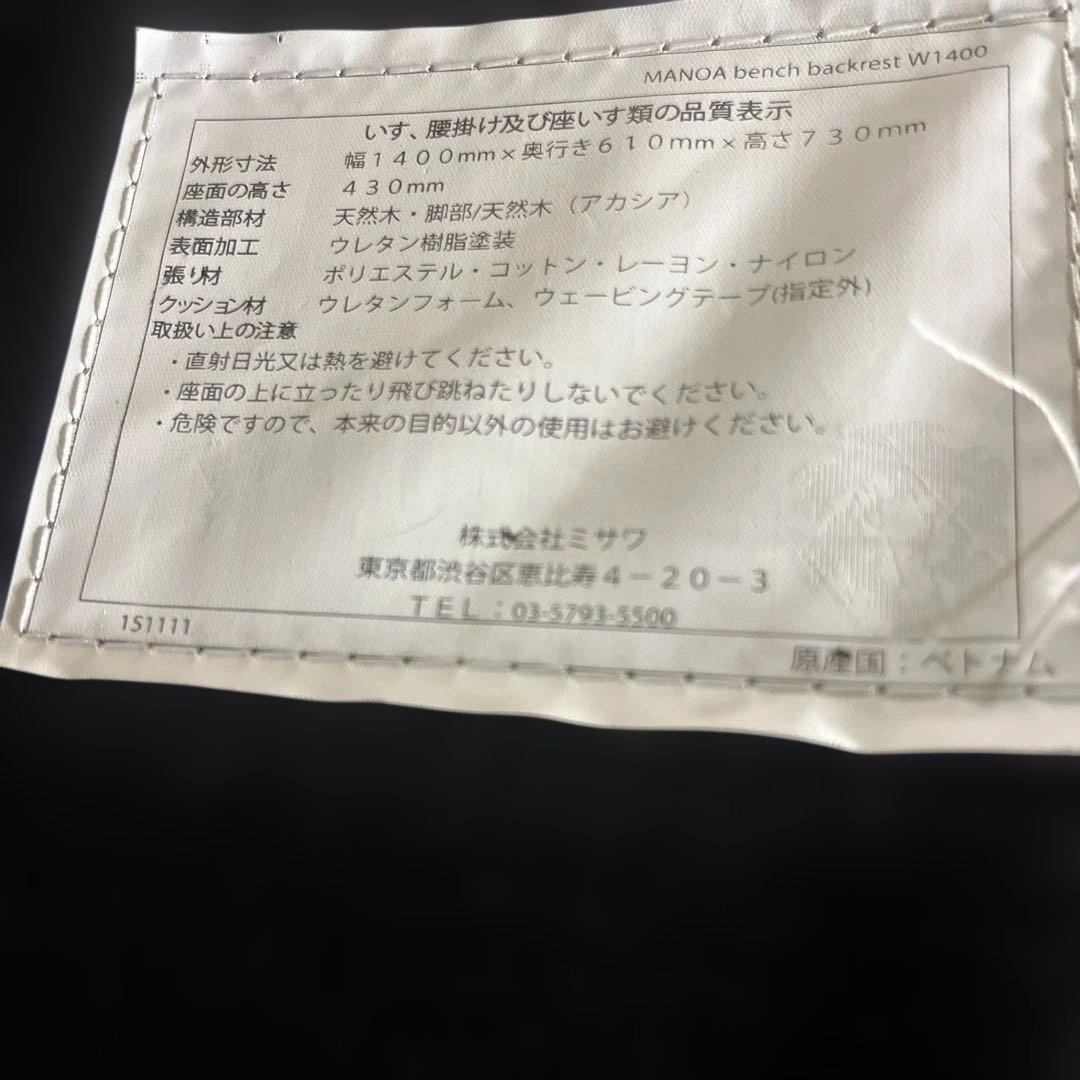 MANOA bench backrest W1400
いす、腰掛け及び座いす類の品質表示
外形寸法 幅１４００mm×奥行き６１０mm×高さ７３０mm
座面の高さ ４３０mm
構造部材 天然木・脚部/天然木（アカシア）
表面加工 ウレタン樹脂塗装
張り材 ポリエステル・コットン・レーヨン・ナイロン
クッション材 ウレタンフォーム、ウェービングテープ(指定外)
取扱い上の注意
・直射日光又は熱を避けてください。
・座面の上に立ったり飛び跳ねたりしないでください。
・危険ですので、本来の目的以外の使用はお避けください。
株式会社ミサワ
東京都渋谷区恵比寿４－２０－３
ＴＥＬ：03-5793-5500
151111
原産国：ベトナム